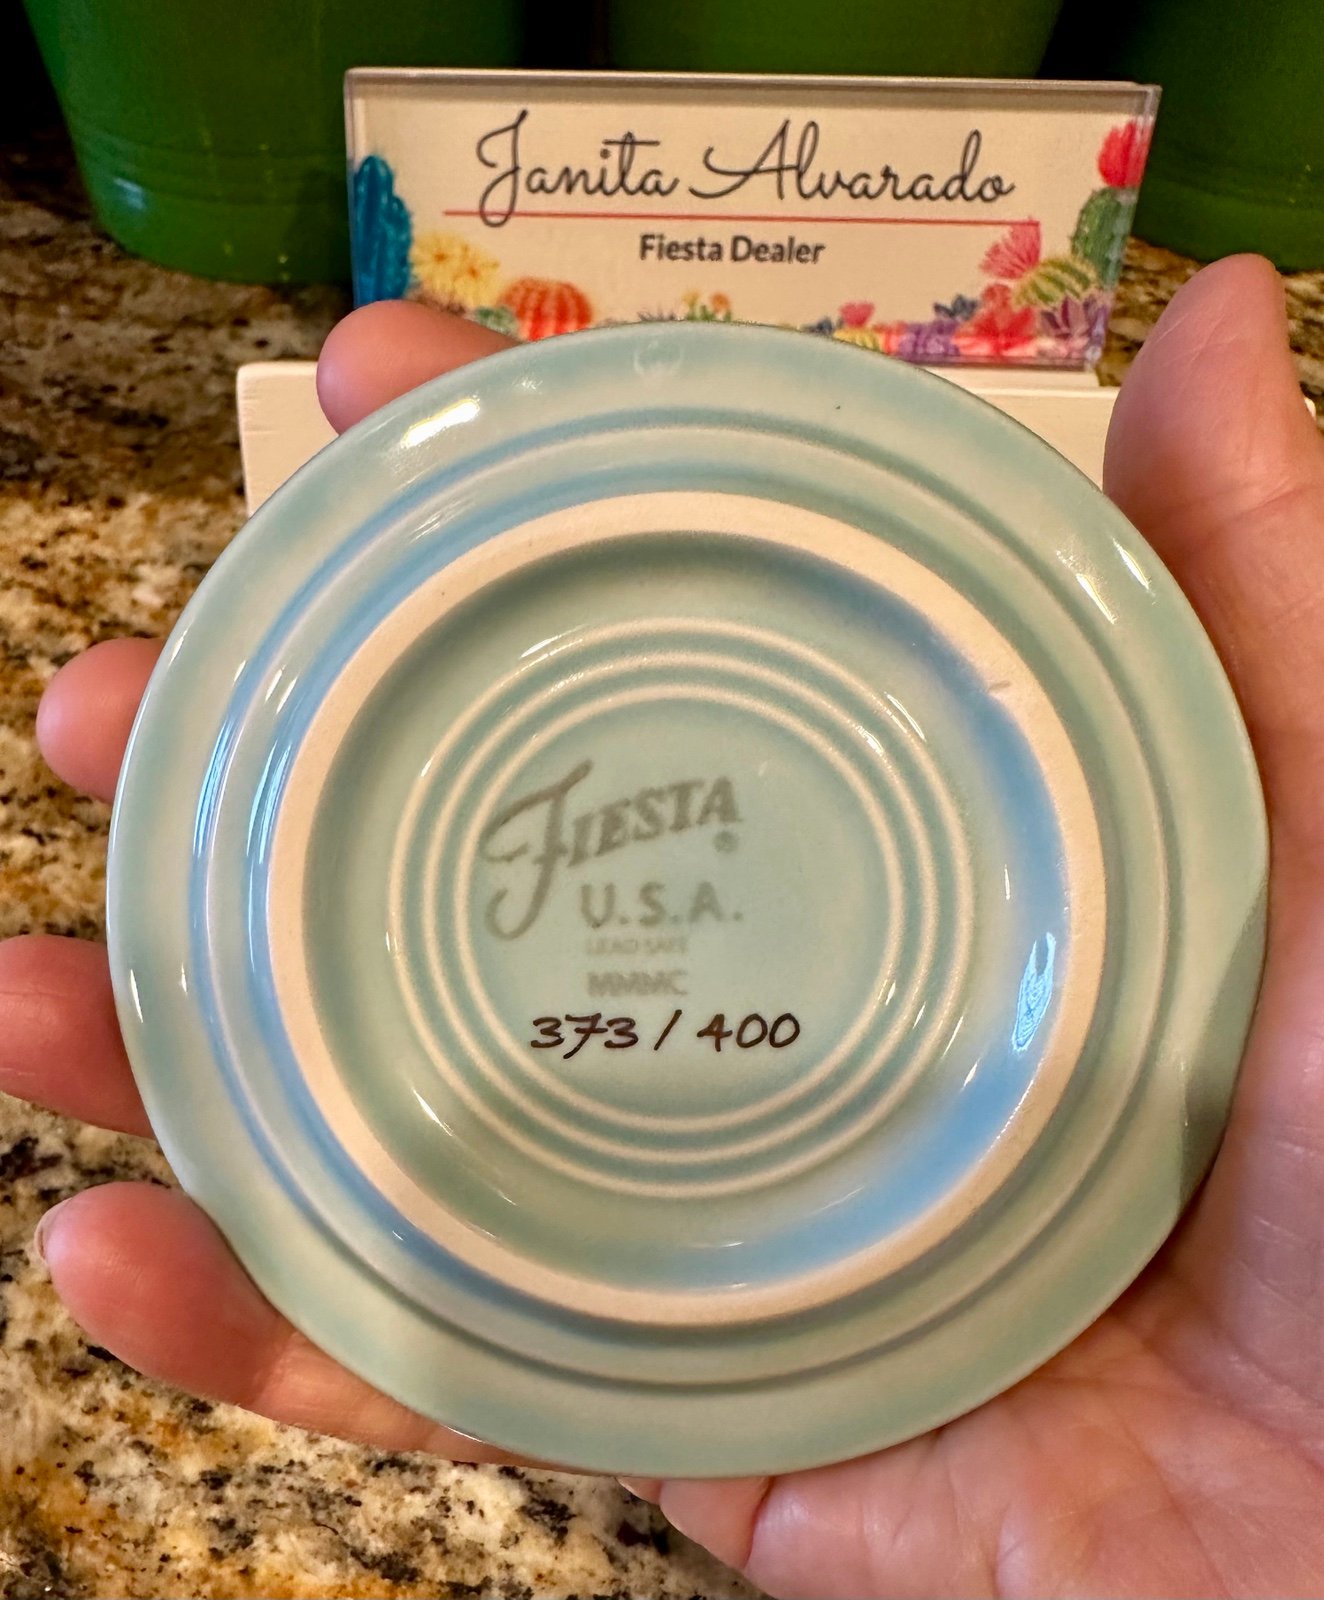 Janita Alvarado
Fiesta Dealer
FIESTA
®
U.S.A.
LEAD SAFE
MMMC
373 / 400